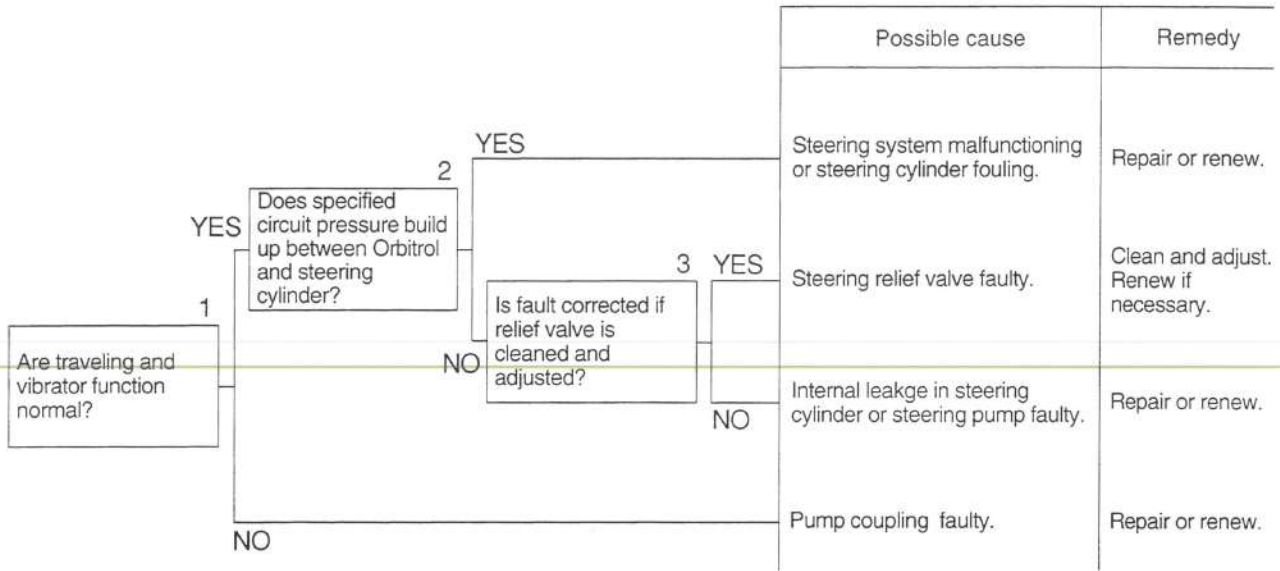 Possible cause
Remedy
YES
Steering system malfunctioning
or steering cylinder fouling.
Repair or renew.
2
Does specified
circuit pressure build
up between Orbitrol
and steering
cylinder?
YES
3
YES
Steering relief valve faulty.
Clean and adjust.
Renew if
necessary.
1
Is fault corrected if
relief valve is
cleaned and
adjusted?
NO
Are traveling and
vibrator function
normal?
Internal leakge in steering
cylinder or steering pump faulty.
Repair or renew.
NO
Pump coupling faulty.
Repair or renew.
NO